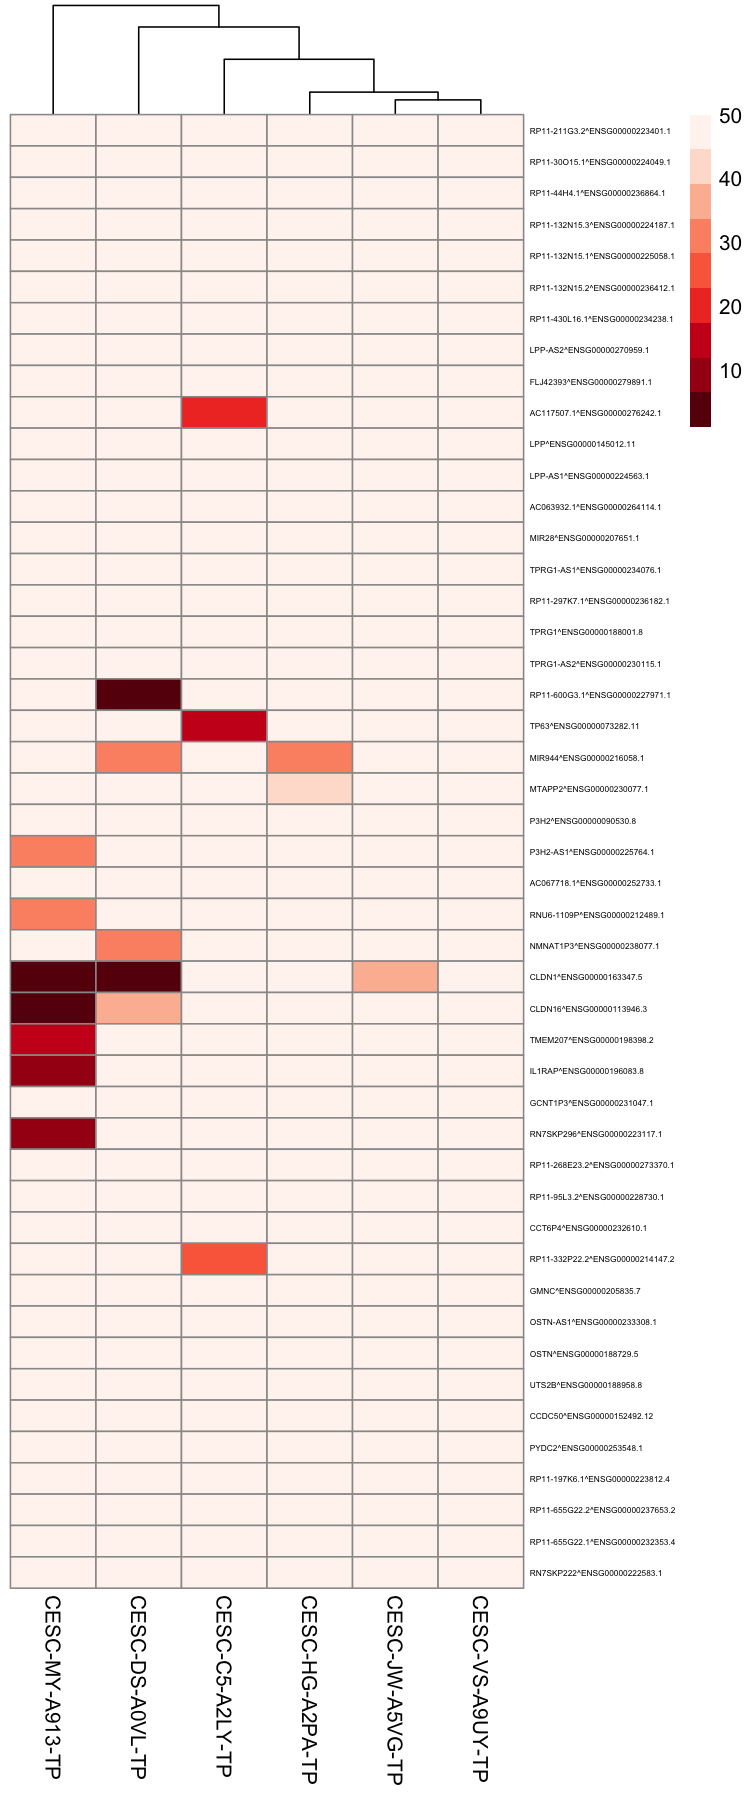 50
40
30
20
10
RP11-211G3.2^ENSG00000223401.1
RP11-30O15.1^ENSG00000224049.1
RP11-44H4.1^ENSG00000236864.1
RP11-132N15.3^ENSG00000224187.1
RP11-132N15.1^ENSG00000225058.1
RP11-132N15.2^ENSG00000236412.1
RP11-430L16.1^ENSG00000234238.1
LPP-AS2^ENSG00000270959.1
FLJ42393^ENSG00000279891.1
AC117507.1^ENSG00000276242.1
LPP^ENSG00000145012.11
LPP-AS1^ENSG00000224563.1
AC063932.1^ENSG00000264114.1
MIR28^ENSG00000207651.1
TPRG1-AS1^ENSG00000234076.1
RP11-297K7.1^ENSG00000236182.1
TPRG1^ENSG00000188001.8
TPRG1-AS2^ENSG00000230115.1
RP11-600G3.1^ENSG00000227971.1
TP63^ENSG00000073282.11
MIR944^ENSG00000216058.1
MTAPP2^ENSG00000230077.1
P3H2^ENSG00000090530.8
P3H2-AS1^ENSG00000225764.1
AC067718.1^ENSG00000252733.1
RNU6-1109P^ENSG00000212489.1
NMNAT1P3^ENSG00000238077.1
CLDN1^ENSG00000163347.5
CLDN16^ENSG00000113946.3
TMEM207^ENSG00000198398.2
IL1RAP^ENSG00000196083.8
GCNT1P3^ENSG00000231047.1
RN7SKP296^ENSG00000223117.1
RP11-268E23.2^ENSG00000273370.1
RP11-95L3.2^ENSG00000228730.1
CCT6P4^ENSG00000232610.1
RP11-332P22.2^ENSG00000214147.2
GMNC^ENSG00000205835.7
OSTN-AS1^ENSG00000233308.1
OSTN^ENSG00000188729.5
UTS2B^ENSG00000188958.8
CCDC50^ENSG00000152492.12
PYDC2^ENSG00000253548.1
RP11-197K6.1^ENSG00000223812.4
RP11-655G22.2^ENSG00000237653.2
RP11-655G22.1^ENSG00000232353.4
RN7SKP222^ENSG00000222583.1
CESC-MY-A913-TP
CESC-DS-A0VL-TP
CESC-C5-A2LY-TP
CESC-HG-A2PA-TP
CESC-JW-A5VG-TP
CESC-VS-A9UY-TP